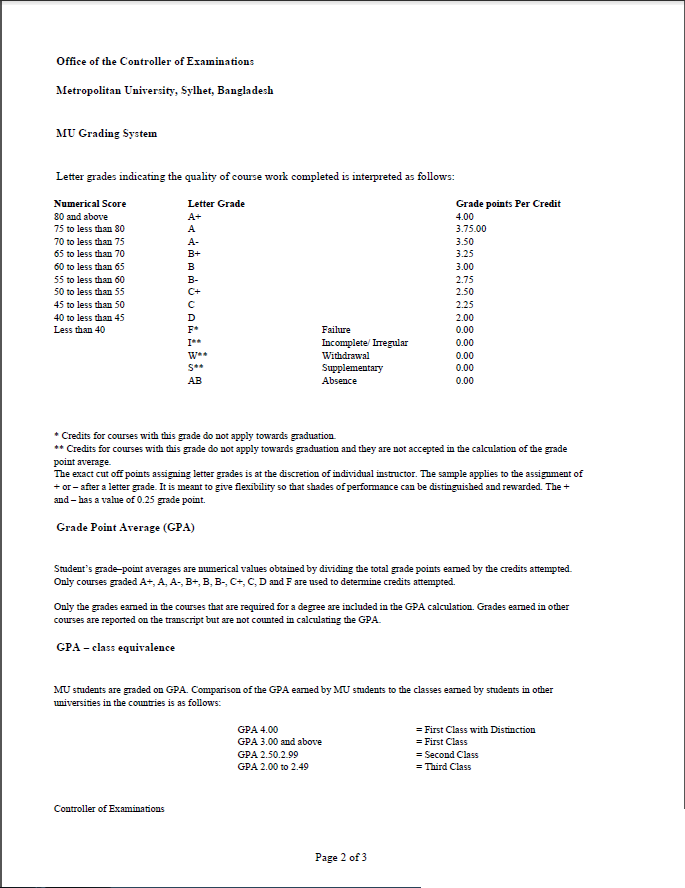 Office of the Controller of Examinations
Metropolitan University, Sylhet, Bangladesh
MU Grading System
Letter grades indicating the quality of course work completed is interpreted as follows:
Numerical Score Letter Grade Grade points Per Credit
80 and above A+ 4.00
75 to less than 80 A 3.75.00
70 to less than 75 A- 3.50
65 to less than 70 B+ 3.25
60 to less than 65 B 3.00
55 to less than 60 B- 2.75
50 to less than 55 C+ 2.50
45 to less than 50 C 2.25
40 to less than 45 D 2.00
Less than 40 F* Failure 0.00
I** Incomplete/ Irregular 0.00
W** Withdrawal 0.00
S** Supplementary 0.00
AB Absence 0.00
* Credits for courses with this grade do not apply towards graduation.
** Credits for courses with this grade do not apply towards graduation and they are not accepted in the calculation of the grade
point average.
The exact cut off points assigning letter grades is at the discretion of individual instructor. The sample applies to the assignment of
+ or – after a letter grade. It is meant to give flexibility so that shades of performance can be distinguished and rewarded. The +
and – has a value of 0.25 grade point.
Grade Point Average (GPA)
Student's grade–point averages are numerical values obtained by dividing the total grade points earned by the credits attempted.
Only courses graded A+, A, A-, B+, B, B-, C+, C, D and F are used to determine credits attempted.
Only the grades earned in the courses that are required for a degree are included in the GPA calculation. Grades earned in other
courses are reported on the transcript but are not counted in calculating the GPA.
GPA – class equivalence
MU students are graded on GPA. Comparison of the GPA earned by MU students to the classes earned by students in other
universities in the countries is as follows:
GPA 4.00 = First Class with Distinction
GPA 3.00 and above = First Class
GPA 2.50.2.99 = Second Class
GPA 2.00 to 2.49 = Third Class
Controller of Examinations
Page 2 of 3